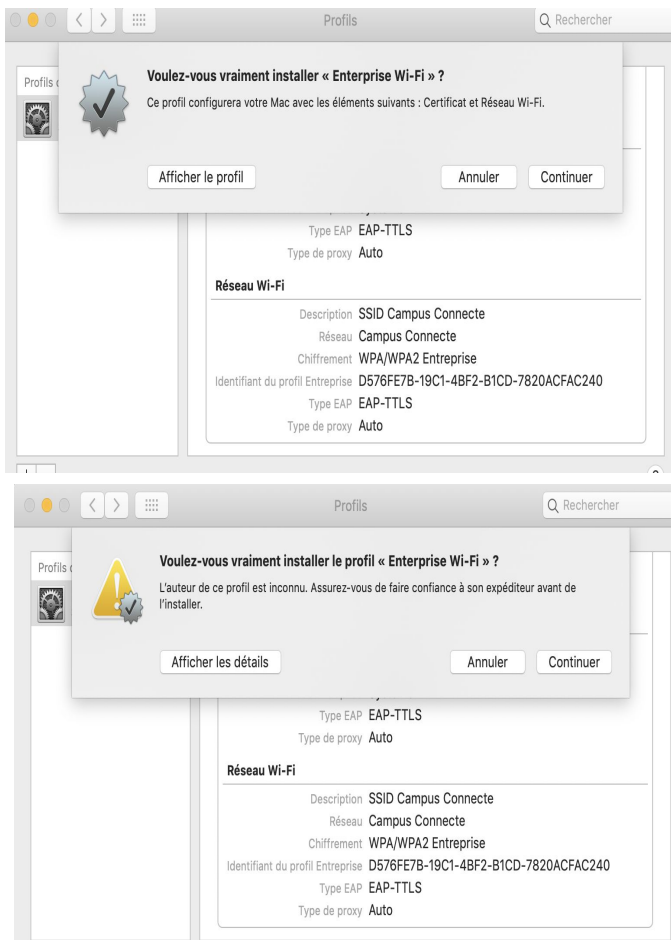 Profils
Rechercher
Profils
Voulez-vous vraiment installer « Enterprise Wi-Fi » ?
Ce profil configurera votre Mac avec les éléments suivants : Certificat et Réseau Wi-Fi.
Afficher le profil
Annuler
Continuer
Type EAP EAP-TTLS
Type de proxy Auto
Réseau Wi-Fi
Description SSID Campus Connecte
Réseau Campus Connecte
Chiffrement WPA/WPA2 Entreprise
Identifiant du profil Entreprise D576FE7B-19C1-4BF2-B1CD-7820ACFAC240
Type EAP EAP-TTLS
Type de proxy Auto
Profils
Rechercher
Profils
Voulez-vous vraiment installer le profil « Enterprise Wi-Fi » ?
L'auteur de ce profil est inconnu. Assurez-vous de faire confiance à son expéditeur avant de
l'installer.
Afficher les détails
Annuler
Continuer
Type EAP EAP-TTLS
Type de proxy Auto
Réseau Wi-Fi
Description SSID Campus Connecte
Réseau Campus Connecte
Chiffrement WPA/WPA2 Entreprise
Identifiant du profil Entreprise D576FE7B-19C1-4BF2-B1CD-7820ACFAC240
Type EAP EAP-TTLS
Type de proxy Auto